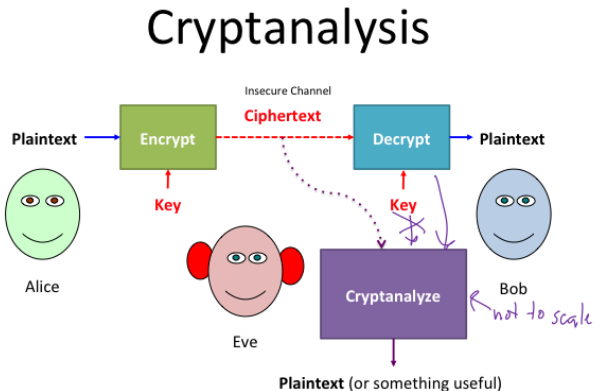 Cryptanalysis
Insecure Channel
Ciphertext
Plaintext
Encrypt
Decrypt
Plaintext
Key
Key
Alice
Eve
Cryptanalyze
Bob
not to scale
Plaintext (or something useful)